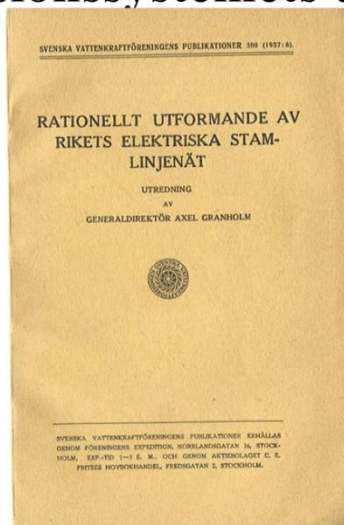 SVENSKA VATTENKRAFTFÖRENINGENS PUBLIKATIONER 300 (1937:6).
RATIONELLT UTFORMANDE AV
RIKETS ELEKTRISKA STAM-
LINJENÄT
UTREDNING
AV
GENERALDIREKTÖR AXEL GRANHOLM
SVENSKA VATTENKRAFTFÖRENINGENS PUBLIKATIONER ERHÅLLAS
GENOM FÖRENINGENS EXPEDITION, NORRLANDSGATAN 16, STOCK-
HOLM, EXP.-TID 1—3 E. M., OCH GENOM AKTIEBOLAGET C. E.
FRITZES HOVBOKHANDEL, FREDSGATAN 2, STOCKHOLM.